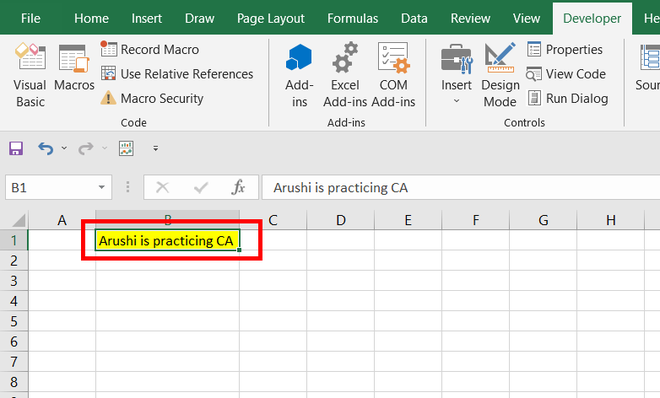 File Home Insert Draw Page Layout Formulas Data Review View Developer He
Visual Basic
Macros
Record Macro
Use Relative References
Macro Security
Code
Add-ins
Excel Add-ins
COM Add-ins
Add-ins
Insert
Design Mode
Properties
View Code
Run Dialog
Controls
Sour
B1 fx Arushi is practicing CA
A B C D E F G H
1 Arushi is practicing CA
2
3
4
5
6
7
8